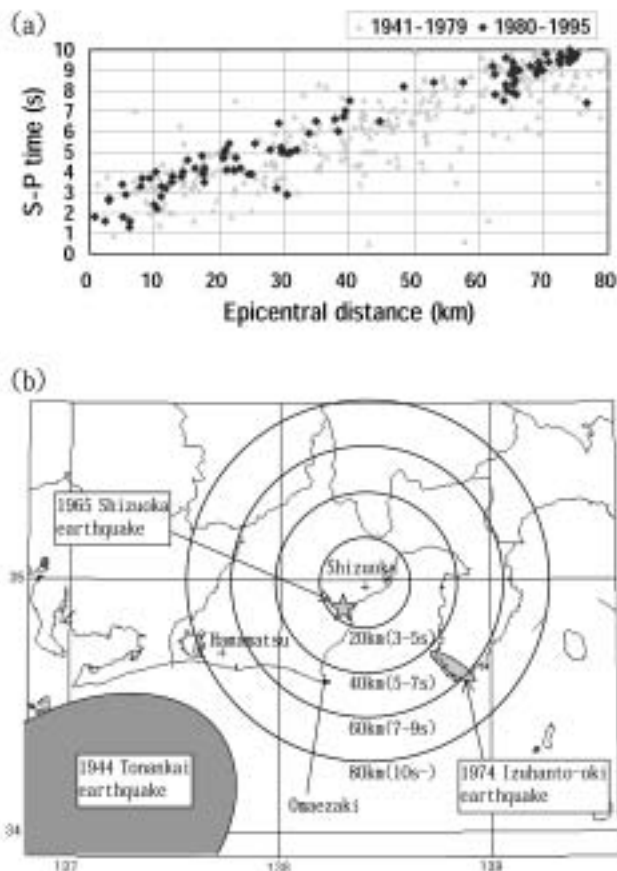 (a)
1941-1979
1980-1995
S-P time (s)
10
9
8
7
6
5
4
3
2
1
0
0 10 20 30 40 50 60 70 80
Epicentral distance (km)
(b)
1965 Shizuoka
earthquake
Shizuoka
35
Hamamatsu
20km(3-5s)
40km(5-7s)
60km(7-9s)
80km(10s-)
1944 Tonankai
earthquake
1974 Izuhanto-oki
earthquake
Omaezaki
34
137 138 139